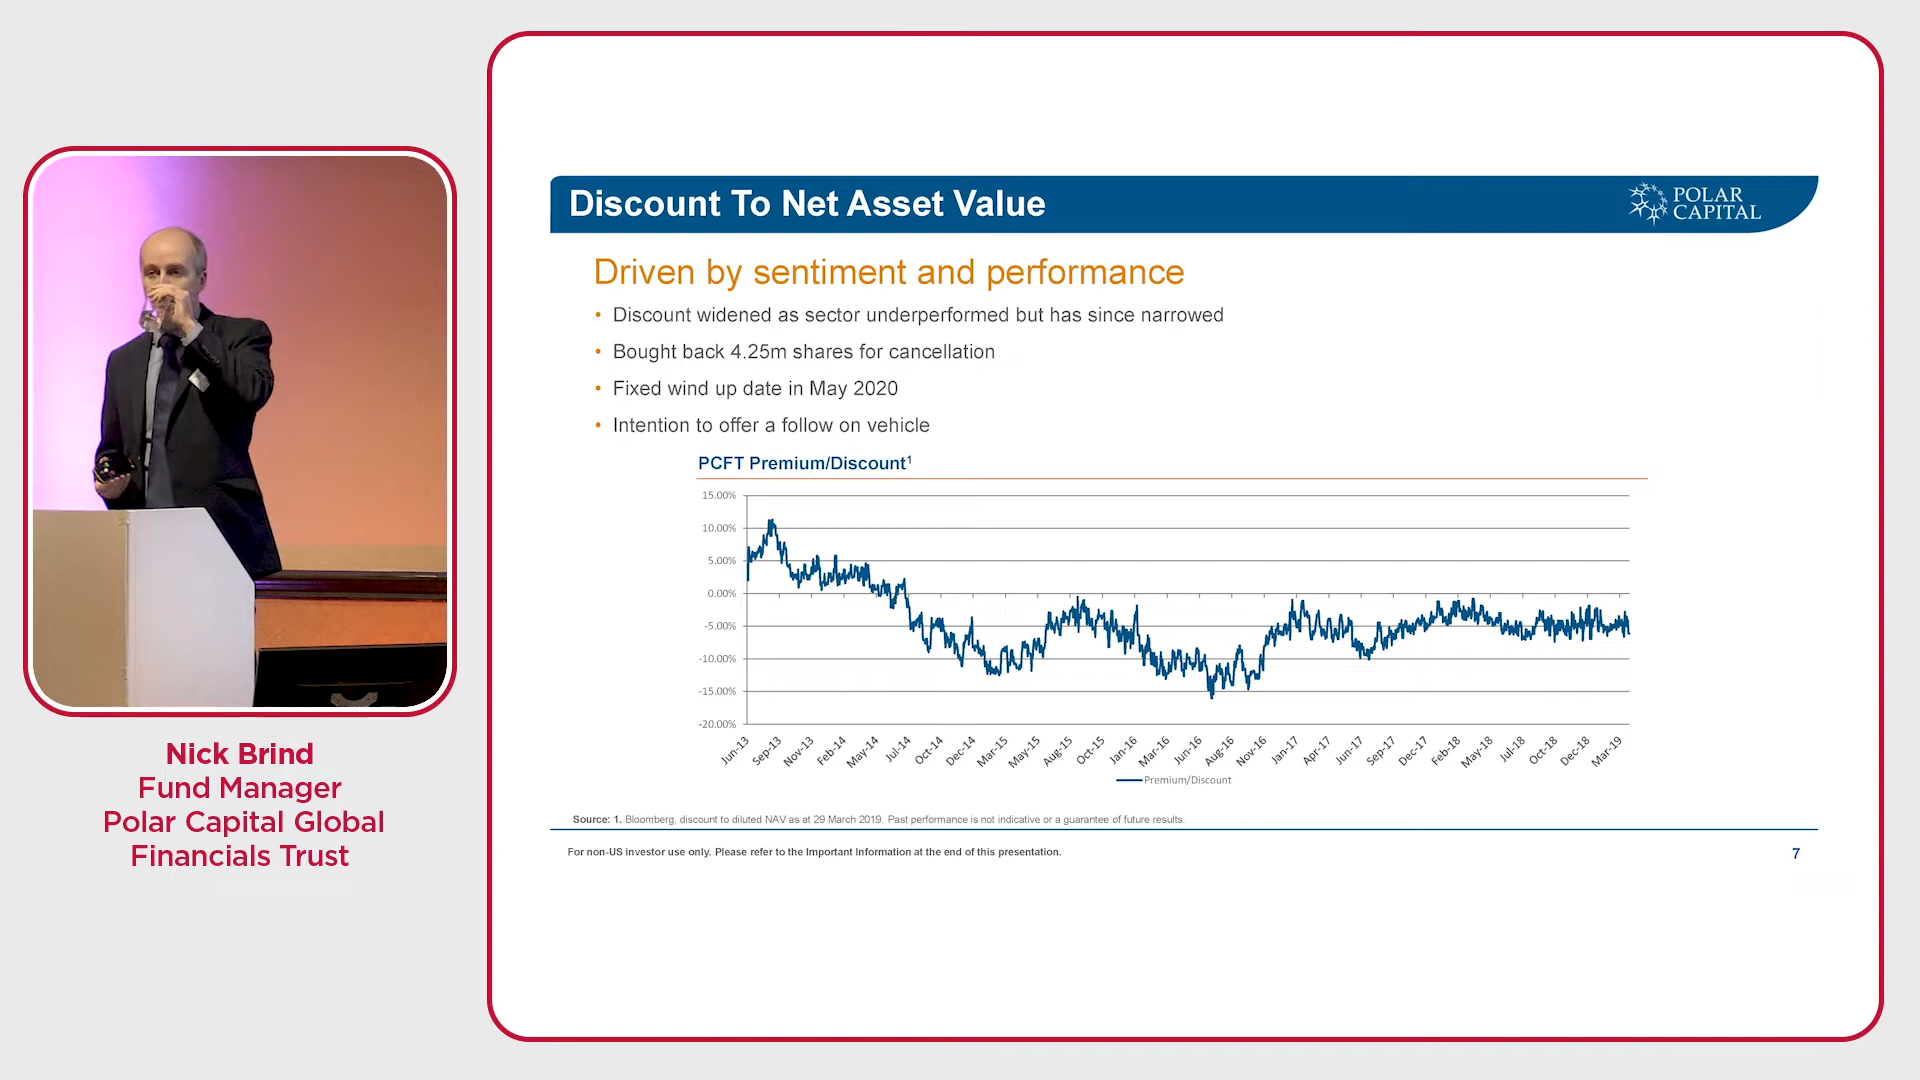 Discount To Net Asset Value
POLAR
CAPITAL
Driven by sentiment and performance
• Discount widened as sector underperformed but has since narrowed
• Bought back 4.25m shares for cancellation
• Fixed wind up date in May 2020
• Intention to offer a follow on vehicle
PCFT Premium/Discount1
15.00%
10.00%
5.00%
0.00%
-5.00%
-10.00%
-15.00%
-20.00%
Jun-13 Sep-13 Nov-13 Feb-14 May-14 Jul-14 Oct-14 Dec-14 Mar-15 May-15 Aug-15 Oct-15 Jan-16 Mar-16 Jun-16 Aug-16 Nov-16 Jan-17 Apr-17 Jun-17 Sep-17 Dec-17 Feb-18 May-18 Jul-18 Oct-18 Dec-18 Mar-19
Premium/Discount
Source: 1. Bloomberg, discount to diluted NAV as at 29 March 2019. Past performance is not indicative or a guarantee of future results.
For non-US investor use only. Please refer to the Important Information at the end of this presentation.
7
Nick Brind
Fund Manager
Polar Capital Global
Financials Trust